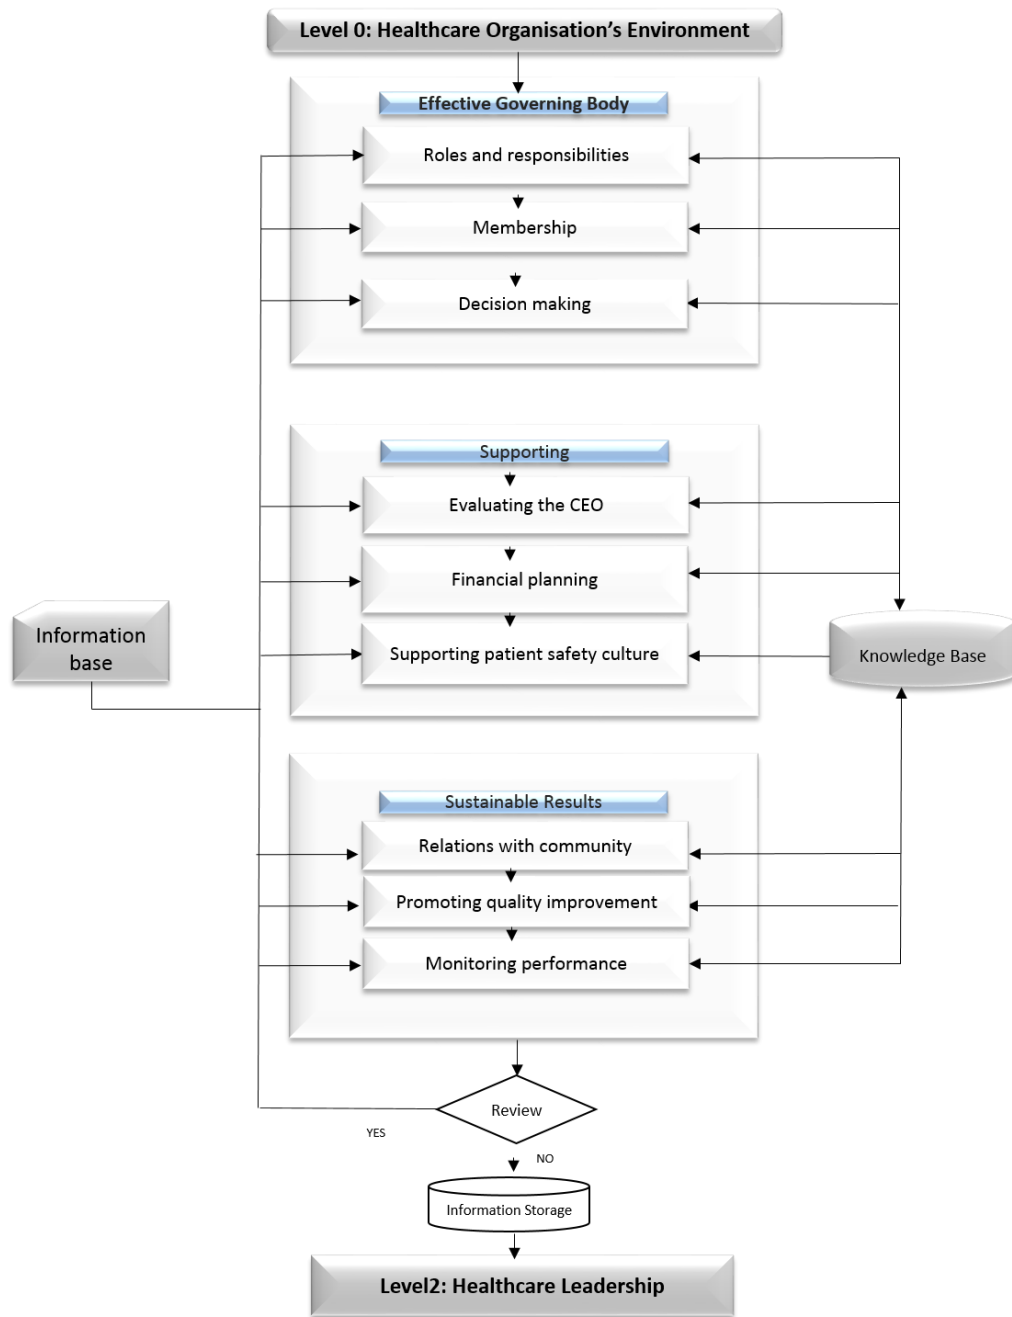 Level 0: Healthcare Organisation's Environment
Effective Governing Body
Roles and responsibilities
Membership
Decision making
Supporting
Evaluating the CEO
Financial planning
Supporting patient safety culture
Information
base
Knowledge Base
Sustainable Results
Relations with community
Promoting quality improvement
Monitoring performance
Review
YES
NO
Information Storage
Level2: Healthcare Leadership